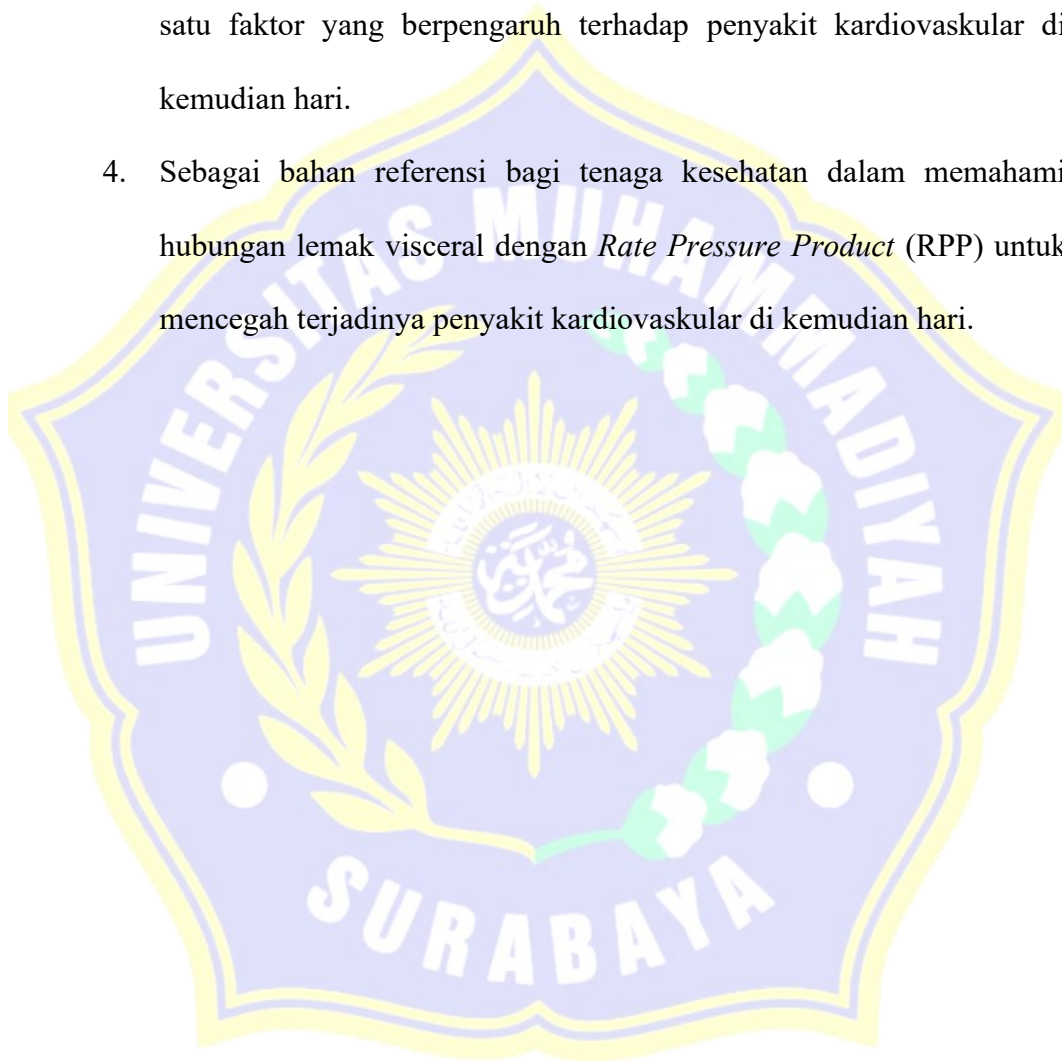 satu faktor yang berpengaruh terhadap penyakit kardiovaskular di
kemudian hari.
4. Sebagai bahan referensi bagi tenaga kesehatan dalam memahami
hubungan lemak visceral dengan Rate Pressure Product (RPP) untuk
mencegah terjadinya penyakit kardiovaskular di kemudian hari.
UNIVERSITAS MUHAMMADIYAH
SURABAYA